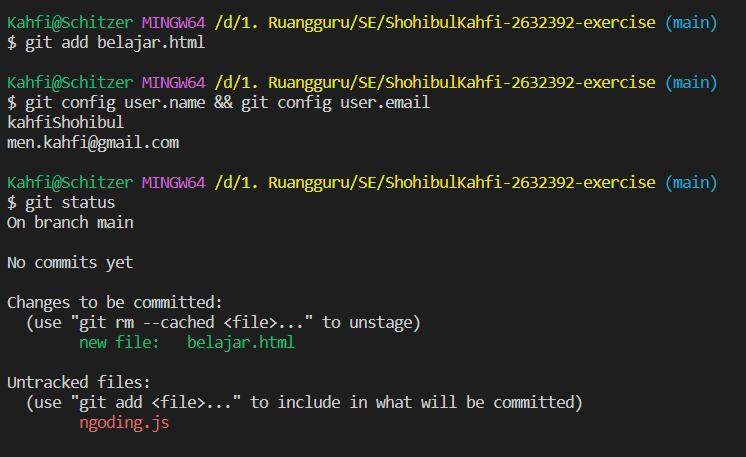 Kahfi@Schitzer MINGW64 /d/1. Ruangguru/SE/ShohibulKahfi-2632392-exercise (main)
$ git add belajar.html
Kahfi@Schitzer MINGW64 /d/1. Ruangguru/SE/ShohibulKahfi-2632392-exercise (main)
$ git config user.name && git config user.email
kahfiShohibul
men.kahfi@gmail.com
Kahfi@Schitzer MINGW64 /d/1. Ruangguru/SE/ShohibulKahfi-2632392-exercise (main)
$ git status
On branch main
No commits yet
Changes to be committed:
(use "git rm --cached <file>..." to unstage)
new file: belajar.html
Untracked files:
(use "git add <file>..." to include in what will be committed)
ngoding.js